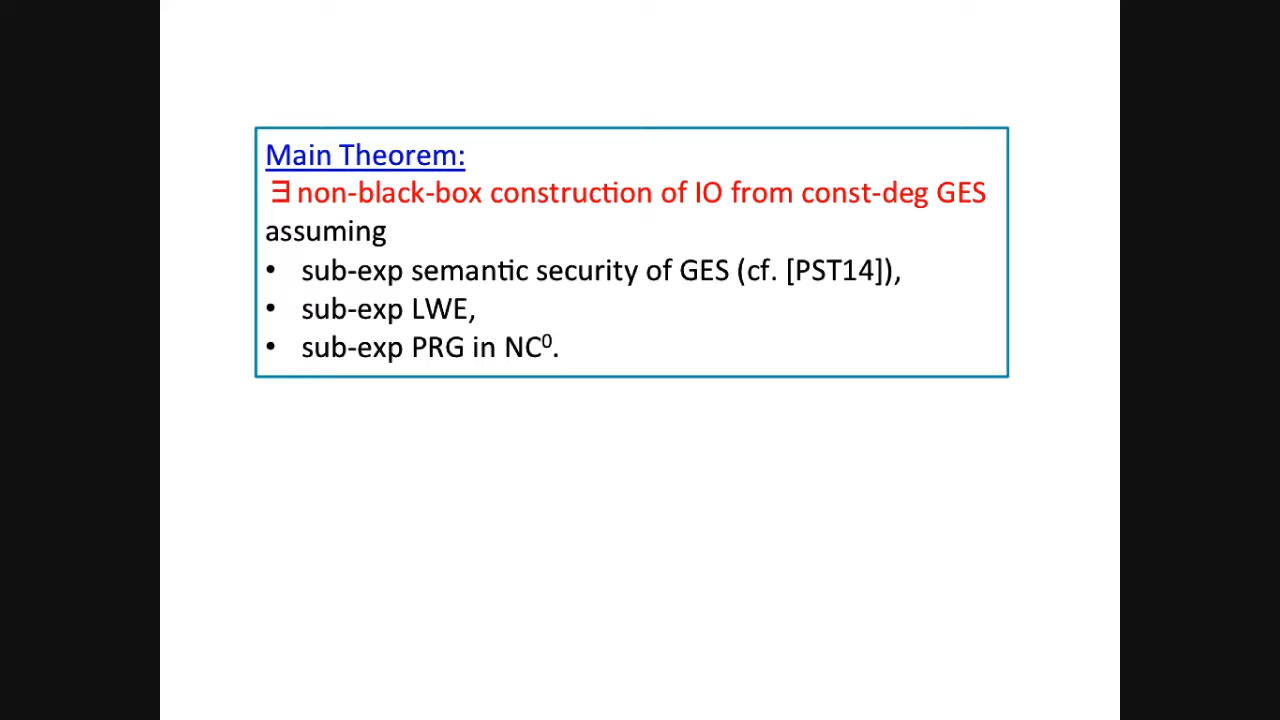 Main Theorem:
∃ non-black-box construction of IO from const-deg GES
assuming
• sub-exp semantic security of GES (cf. [PST14]),
• sub-exp LWE,
• sub-exp PRG in NC⁰.